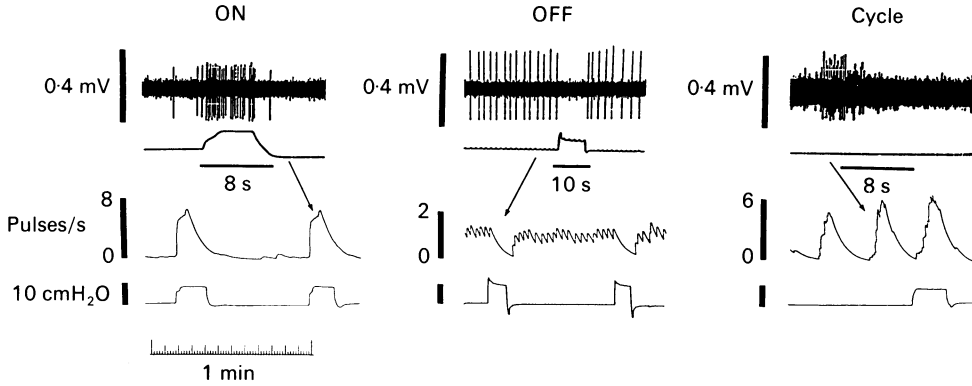 ON OFF Cycle
0·4 mV 0·4 mV 0·4 mV
8 s 10 s 8 s
8 2 6
Pulses/s
0 0 0
10 cmH₂O
1 min